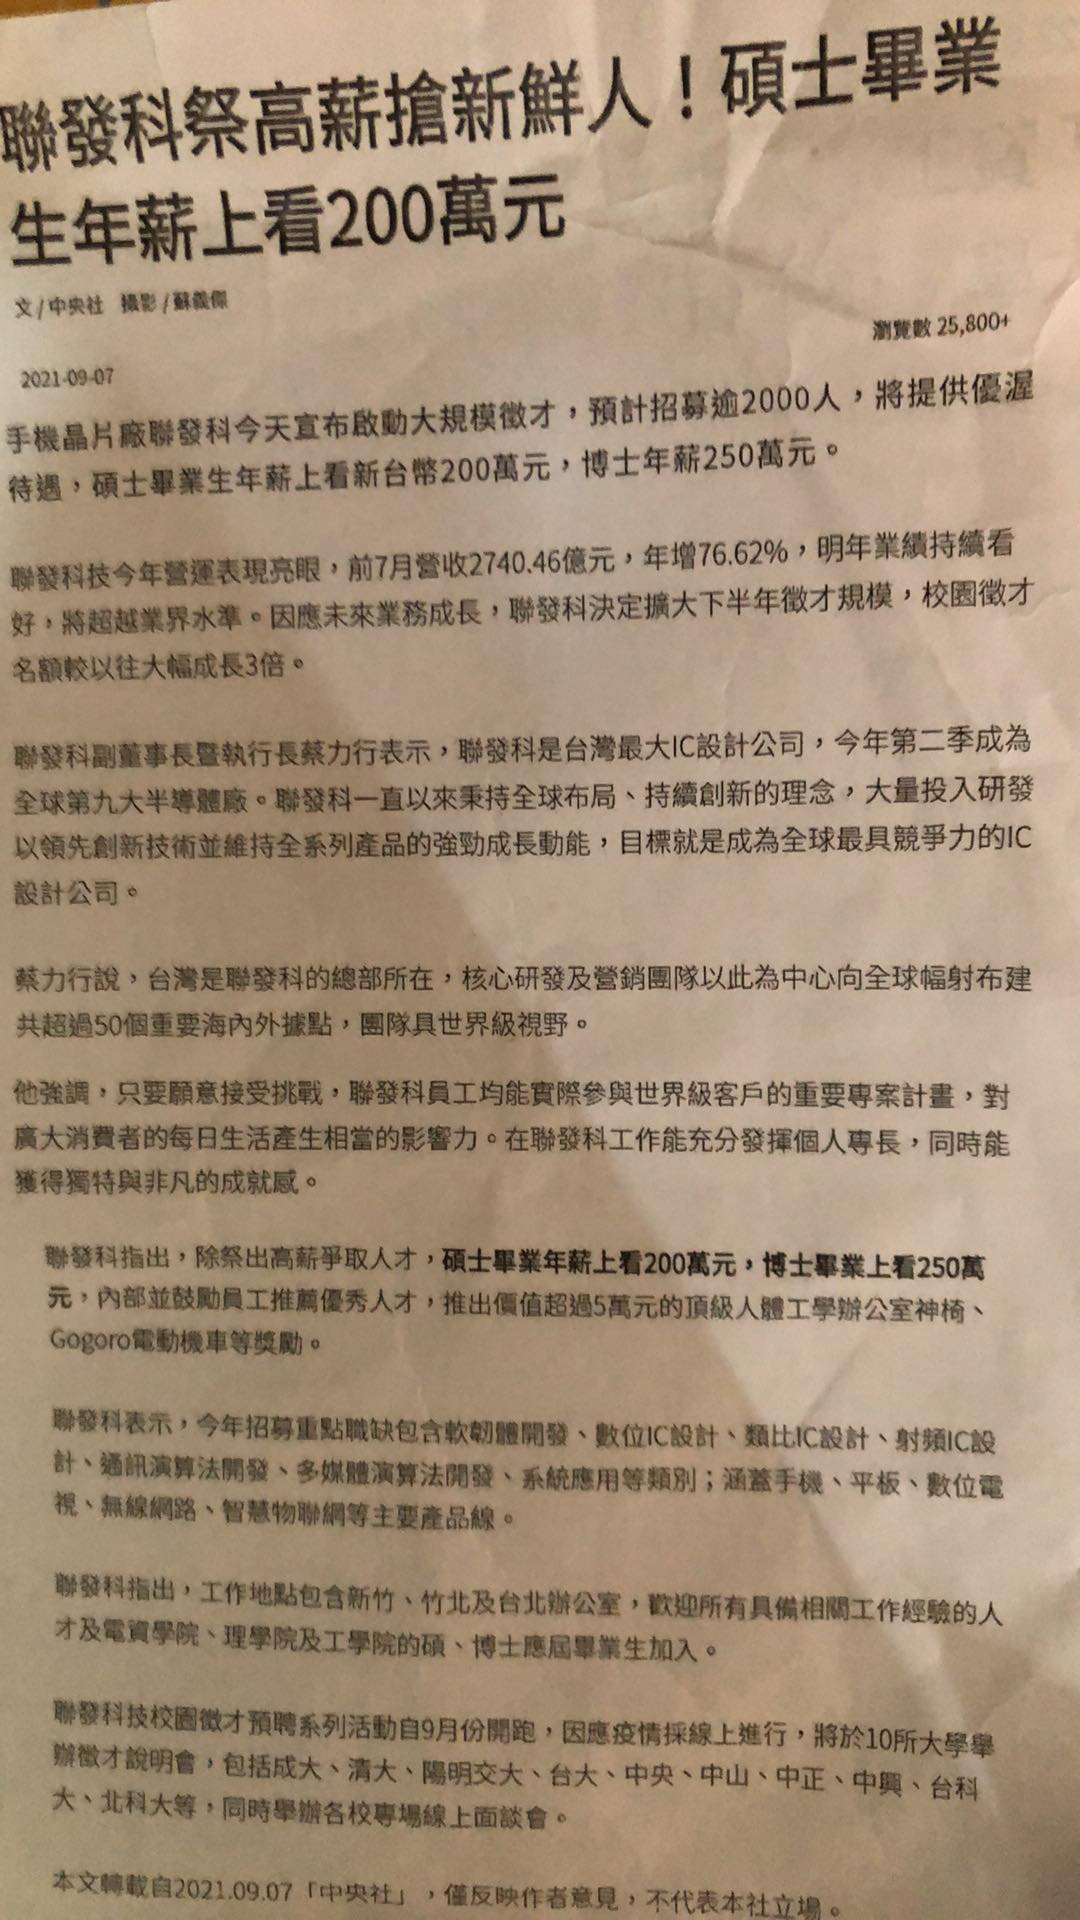 聯發科祭高薪搶新鮮人！碩士畢業
生年薪上看200萬元
文/中央社 攝影/蘇義傑
瀏覽數 25,800+
2021-09-07
手機晶片廠聯發科今天宣布啟動大規模徵才，預計招募逾2000人，將提供優渥
待遇，碩士畢業生年薪上看新台幣200萬元，博士年薪250萬元。
聯發科技今年營運表現亮眼，前7月營收2740.46億元，年增76.62%，明年業績持續看
好，將超越業界水準。因應未來業務成長，聯發科決定擴大下半年徵才規模，校園徵才
名額較以往大幅成長3倍。
聯發科副董事長暨執行長蔡力行表示，聯發科是台灣最大IC設計公司，今年第二季成為
全球第九大半導體廠。聯發科一直以來秉持全球布局、持續創新的理念，大量投入研發
以領先創新技術並維持全系列產品的強勁成長動能，目標就是成為全球最具競爭力的IC
設計公司。
蔡力行說，台灣是聯發科的總部所在，核心研發及營銷團隊以此為中心向全球幅射布建
共超過50個重要海內外據點，團隊具世界級視野。
他強調，只要願意接受挑戰，聯發科員工均能實際參與世界級客戶的重要專案計畫，對
廣大消費者的每日生活產生相當的影響力。在聯發科工作能充分發揮個人專長，同時能
獲得獨特與非凡的成就感。
聯發科指出，除祭出高薪爭取人才，碩士畢業年薪上看200萬元，博士畢業上看250萬
元，內部並鼓勵員工推薦優秀人才，推出價值超過5萬元的頂級人體工學辦公室神椅、
Gogoro電動機車等獎勵。
聯發科表示，今年招募重點職缺包含軟韌體開發、數位IC設計、類比IC設計、射頻IC設
計、通訊演算法開發、多媒體演算法開發、系統應用等類別；涵蓋手機、平板、數位電
視、無線網路、智慧物聯網等主要產品線。
聯發科指出，工作地點包含新竹、竹北及台北辦公室，歡迎所有具備相關工作經驗的人
才及電資學院、理學院及工學院的碩、博士應屆畢業生加入。
聯發科技校園徵才預聘系列活動自9月份開跑，因應疫情採線上進行，將於10所大學舉
辦徵才說明會，包括成大、清大、陽明交大、台大、中央、中山、中正、中興、台科
大、北科大等，同時舉辦各校專場線上面談會。
本文轉載自2021.09.07「中央社」，僅反映作者意見，不代表本社立場。